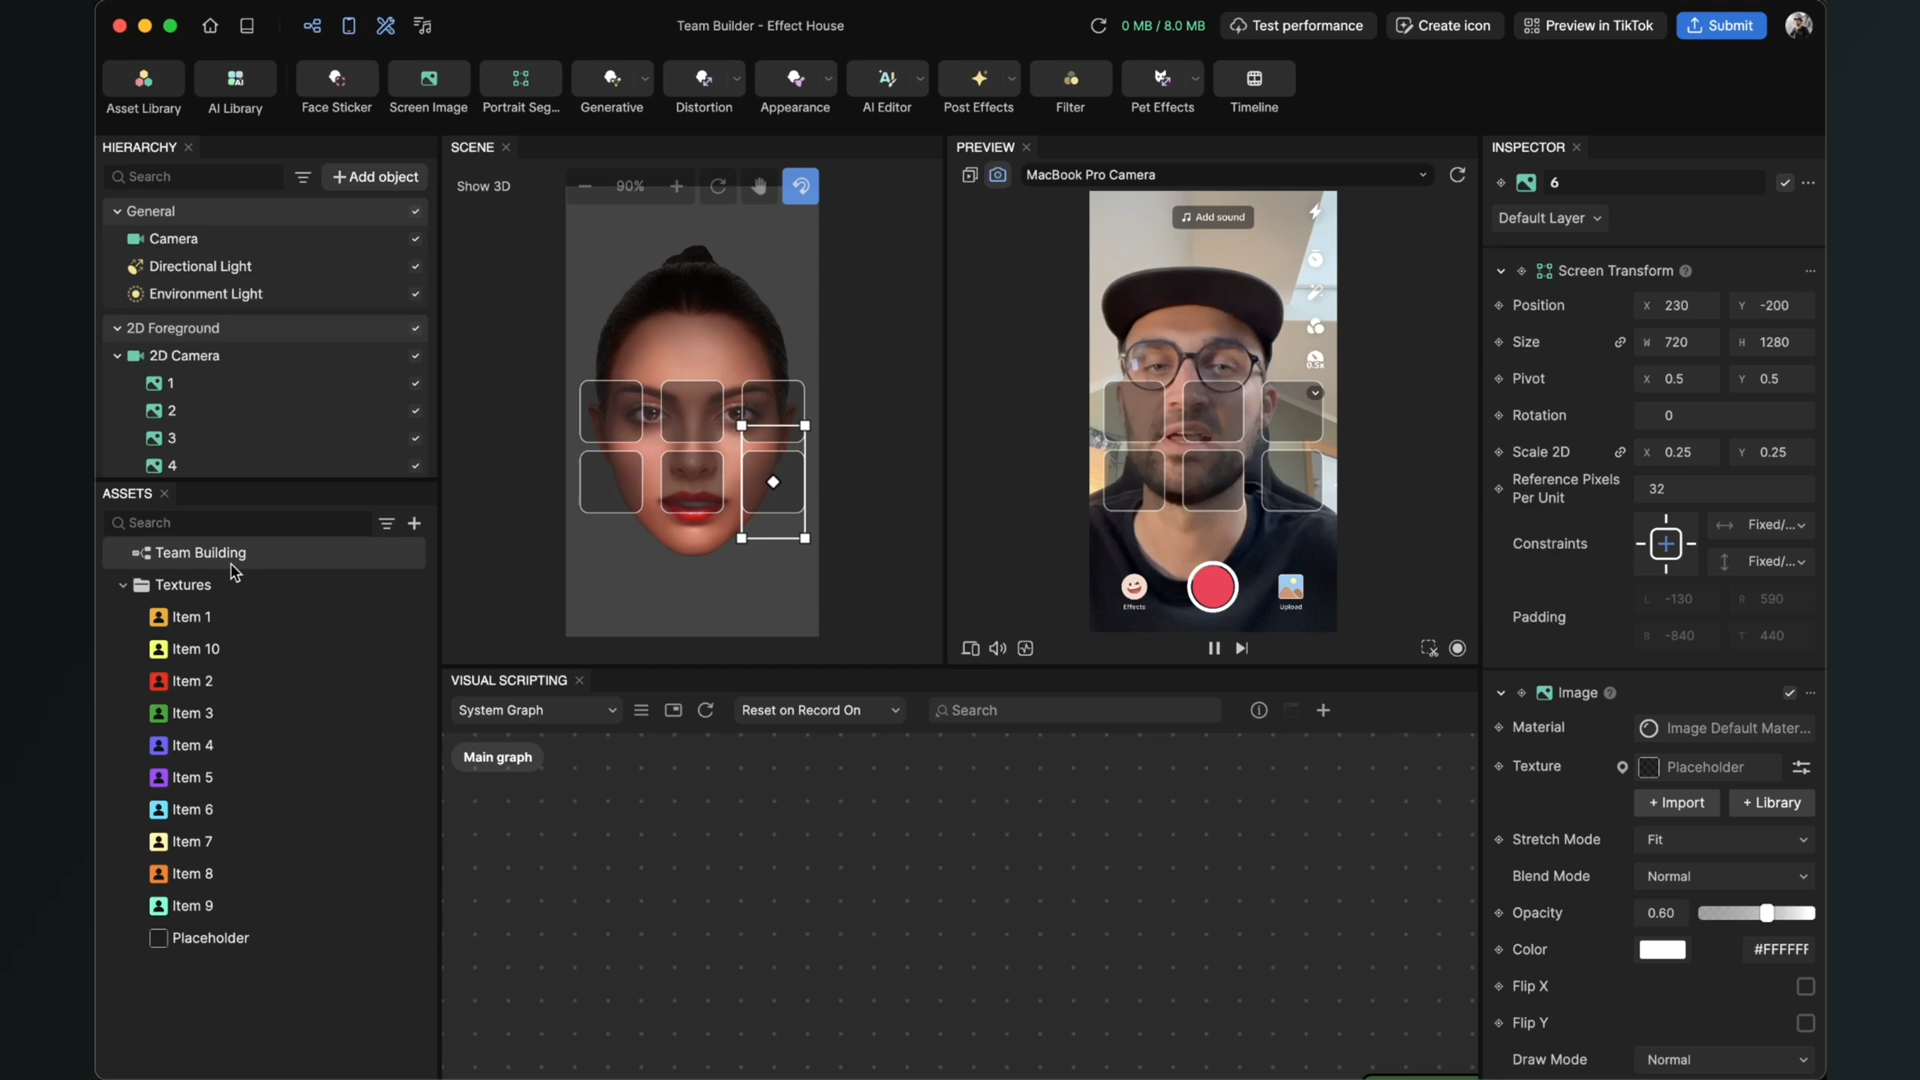 Team Builder - Effect House
0 MB / 8.0 MB
Test performance
Create icon
Preview in TikTok
Submit
Asset Library
AI
AI Library
Face Sticker
Screen Image
Portrait Seg...
Generative
Distortion
Appearance
AI
AI Editor
Post Effects
Filter
Pet Effects
Timeline
HIERARCHY
Search
Add object
General
Camera
Directional Light
Environment Light
2D Foreground
2D Camera
1
2
3
4
ASSETS
Search
Team Building
Textures
Item 1
Item 10
Item 2
Item 3
Item 4
Item 5
Item 6
Item 7
Item 8
Item 9
Placeholder
SCENE
Show 3D
90%
PREVIEW
MacBook Pro Camera
Add sound
0.5x
Effects
Upload
VISUAL SCRIPTING
System Graph
Reset on Record On
Search
Main graph
INSPECTOR
6
Default Layer
Screen Transform
Position X 230 Y -200
Size W 720 H 1280
Pivot X 0.5 Y 0.5
Rotation 0
Scale 2D X 0.25 Y 0.25
Reference Pixels Per Unit 32
Constraints
Fixed/...
Fixed/...
Padding
L -130 R 590
B -840 T 440
Image
Material Image Default Mater...
Texture Placeholder
+ Import + Library
Stretch Mode Fit
Blend Mode Normal
Opacity 0.60
Color #FFFFFF
Flip X
Flip Y
Draw Mode Normal